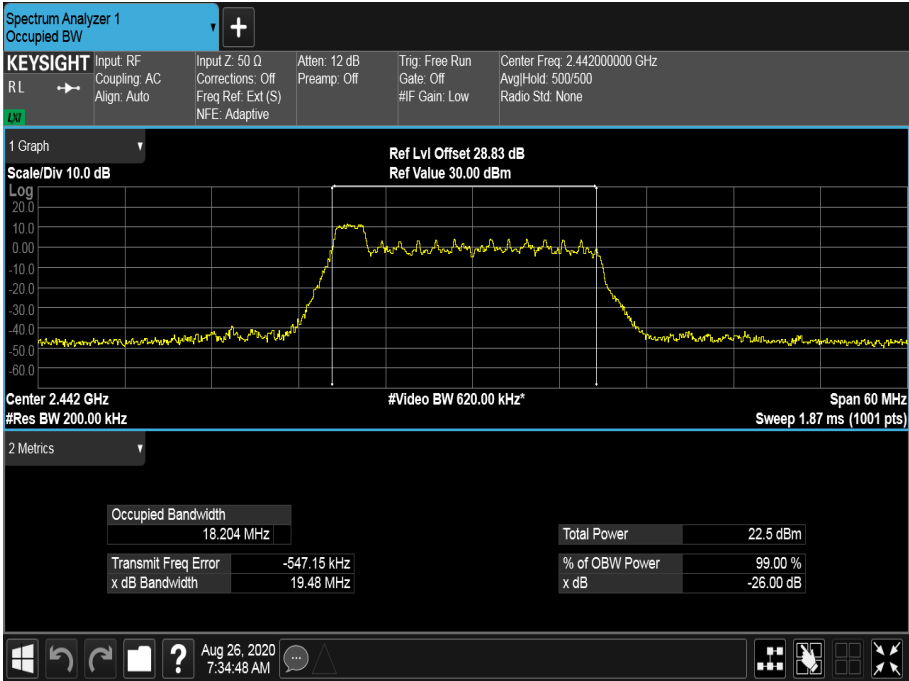 Spectrum Analyzer 1
Occupied BW
+
KEYSIGHT Input: RF Input Z: 50 Ω Atten: 12 dB Trig: Free Run Center Freq: 2.442000000 GHz
RL Coupling: AC Corrections: Off Preamp: Off Gate: Off Avg|Hold: 500/500
Align: Auto Freq Ref: Ext (S) #IF Gain: Low Radio Std: None
LXI NFE: Adaptive
1 Graph
Ref Lvl Offset 28.83 dB
Scale/Div 10.0 dB Ref Value 30.00 dBm
Log
20.0
10.0
0.00
-10.0
-20.0
-30.0
-40.0
-50.0
-60.0
Center 2.442 GHz #Video BW 620.00 kHz* Span 60 MHz
#Res BW 200.00 kHz Sweep 1.87 ms (1001 pts)
2 Metrics
Occupied Bandwidth
18.204 MHz Total Power 22.5 dBm
Transmit Freq Error -547.15 kHz % of OBW Power 99.00 %
x dB Bandwidth 19.48 MHz x dB -26.00 dB
? Aug 26, 2020
7:34:48 AM